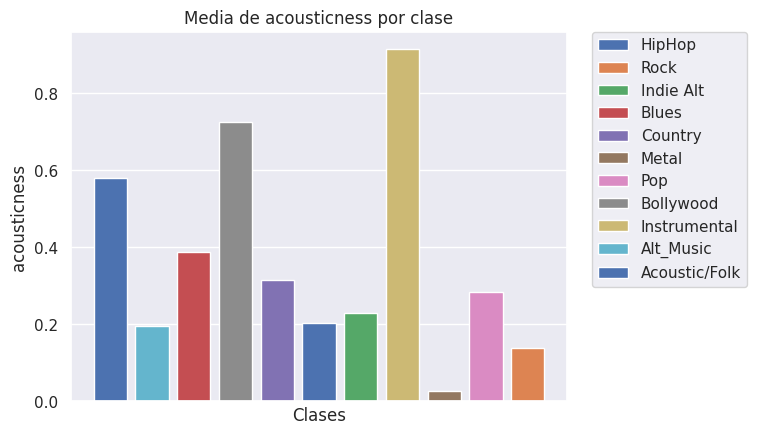 Media de acousticness por clase
acousticness
0.8
0.6
0.4
0.2
0.0
Clases
HipHop
Rock
Indie Alt
Blues
Country
Metal
Pop
Bollywood
Instrumental
Alt_Music
Acoustic/Folk